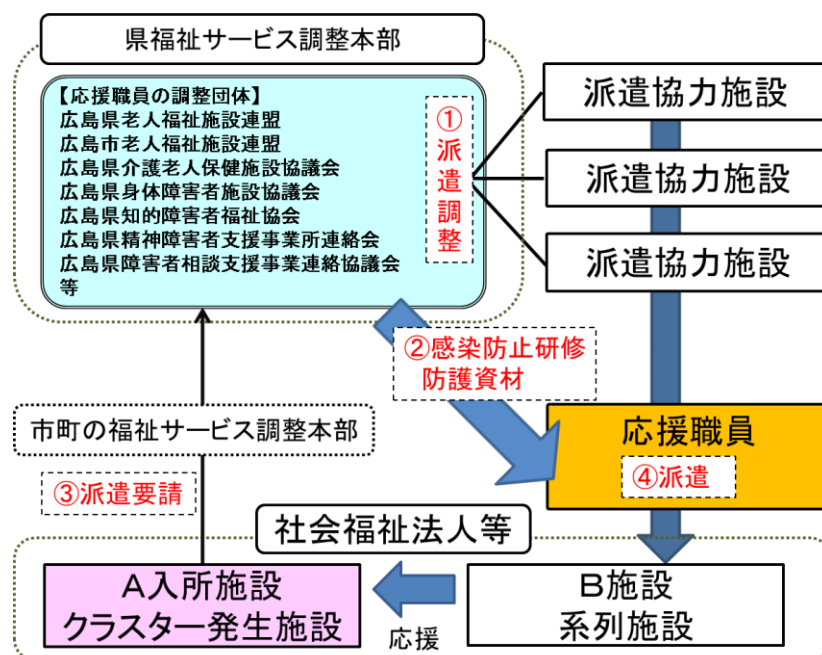 県福祉サービス調整本部
【応援職員の調整団体】
広島県老人福祉施設連盟
広島市老人福祉施設連盟
広島県介護老人保健施設協議会
広島県身体障害者施設協議会
広島県知的障害者福祉協会
広島県精神障害者支援事業所連絡会
広島県障害者相談支援事業連絡協議会
等
①派遣調整
派遣協力施設
派遣協力施設
派遣協力施設
②感染防止研修
防護資材
市町の福祉サービス調整本部
③派遣要請
応援職員
④派遣
社会福祉法人等
A入所施設
クラスター発生施設
応援
B施設
系列施設